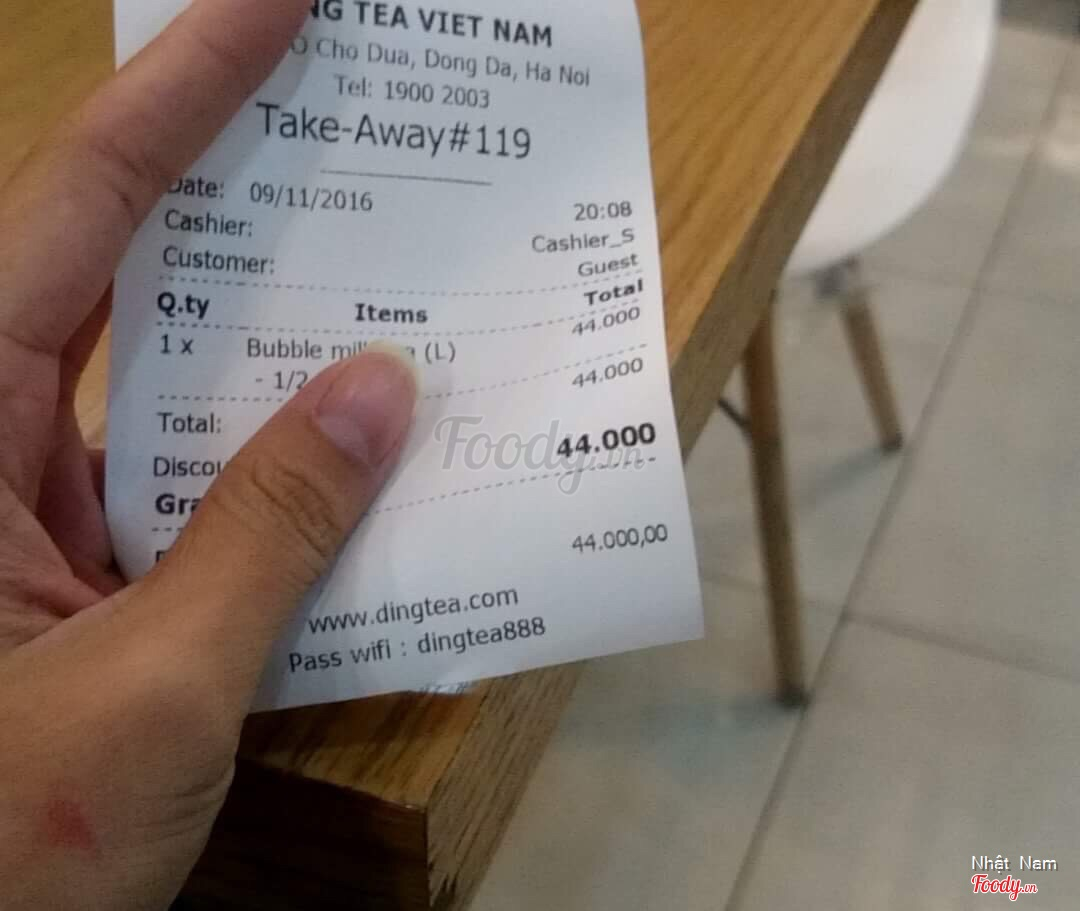 NG TEA VIET NAM
O Cho Dua, Dong Da, Ha Noi
Tel: 1900 2003
Take-Away#119
Date: 09/11/2016 20:08
Cashier: Cashier_S
Customer: Guest
Q.ty Items Total
1 x Bubble (L) 44.000
- 1/2
Total: 44.000
Discou
Gra 44.000
44.000,00
www.dingtea.com
Pass wifi : dingtea888
Foody.vn
Nhật Nam
Foody.vn